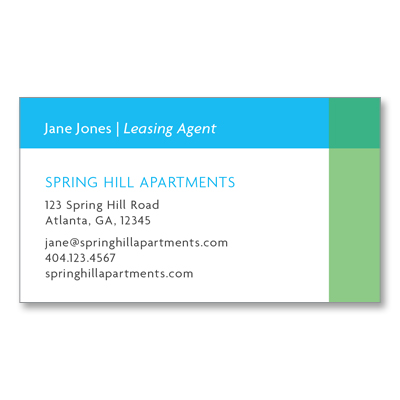 Jane Jones | Leasing Agent
SPRING HILL APARTMENTS
123 Spring Hill Road
Atlanta, GA, 12345
jane@springhillapartments.com
404.123.4567
springhillapartments.com